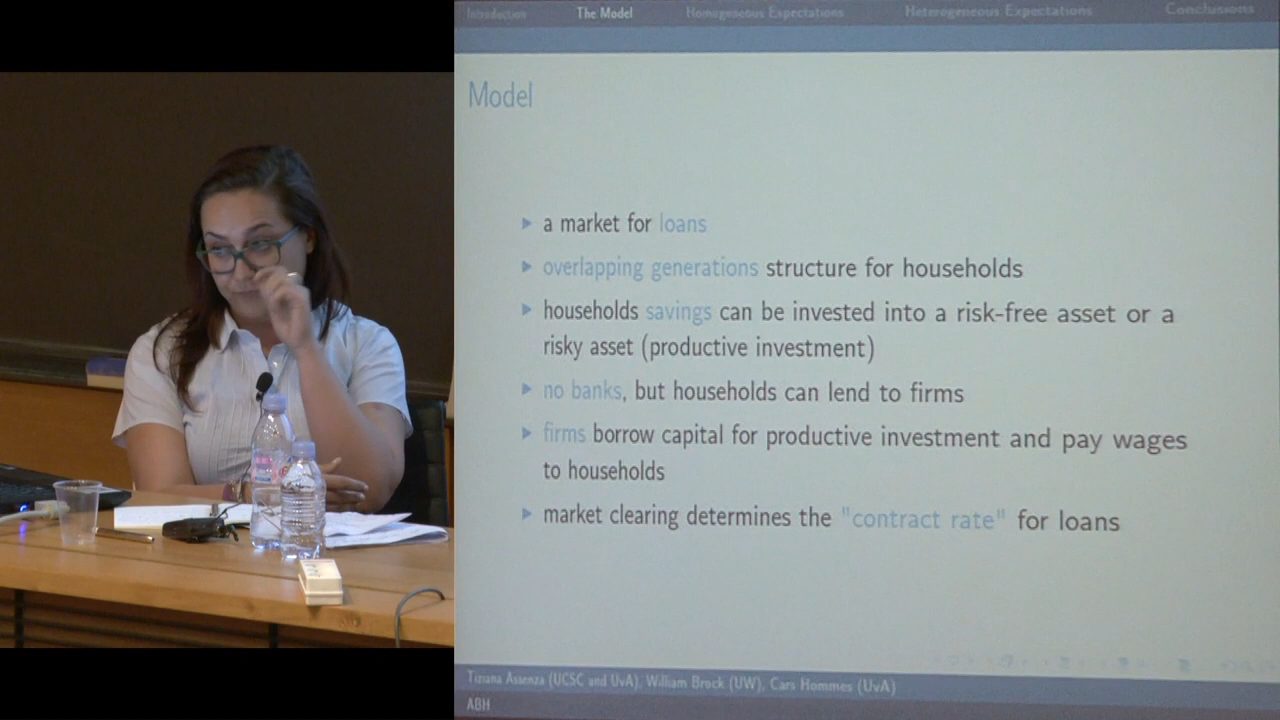 Introduction The Model Homogeneous Expectations Heterogeneous Expectations Conclusions
Model
a market for loans
overlapping generations structure for households
households savings can be invested into a risk-free asset or a
risky asset (productive investment)
no banks, but households can lend to firms
firms borrow capital for productive investment and pay wages
to households
market clearing determines the "contract rate" for loans
Tiziana Assenza (UCSC and UvA), William Brock (UW), Cars Hommes (UvA)
ABH